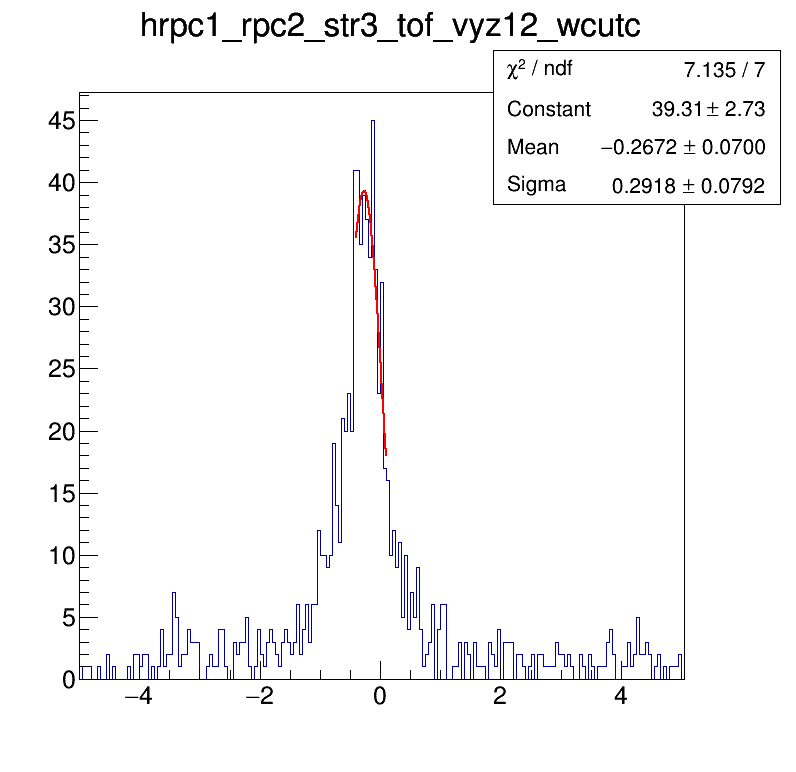 hrpc1_rpc2_str3_tof_vyz12_wcutc
χ² / ndf 7.135 / 7
Constant 39.31 ± 2.73
Mean −0.2672 ± 0.0700
Sigma 0.2918 ± 0.0792
45
40
35
30
25
20
15
10
5
0
−4 −2 0 2 4